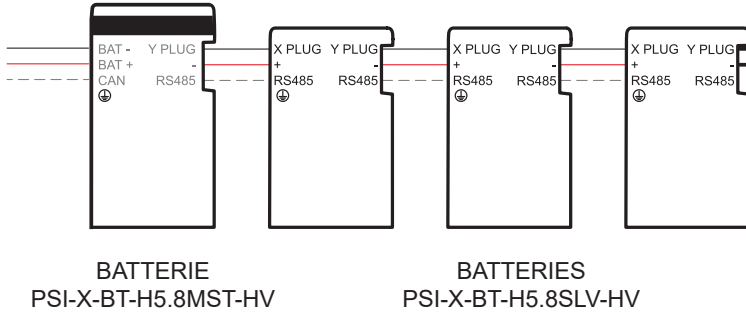 BAT - Y PLUG X PLUG Y PLUG X PLUG Y PLUG X PLUG Y PLUG
BAT + - + - + - + -
CAN RS485 RS485 RS485 RS485 RS485 RS485 RS485
BATTERIE BATTERIES
PSI-X-BT-H5.8MST-HV PSI-X-BT-H5.8SLV-HV